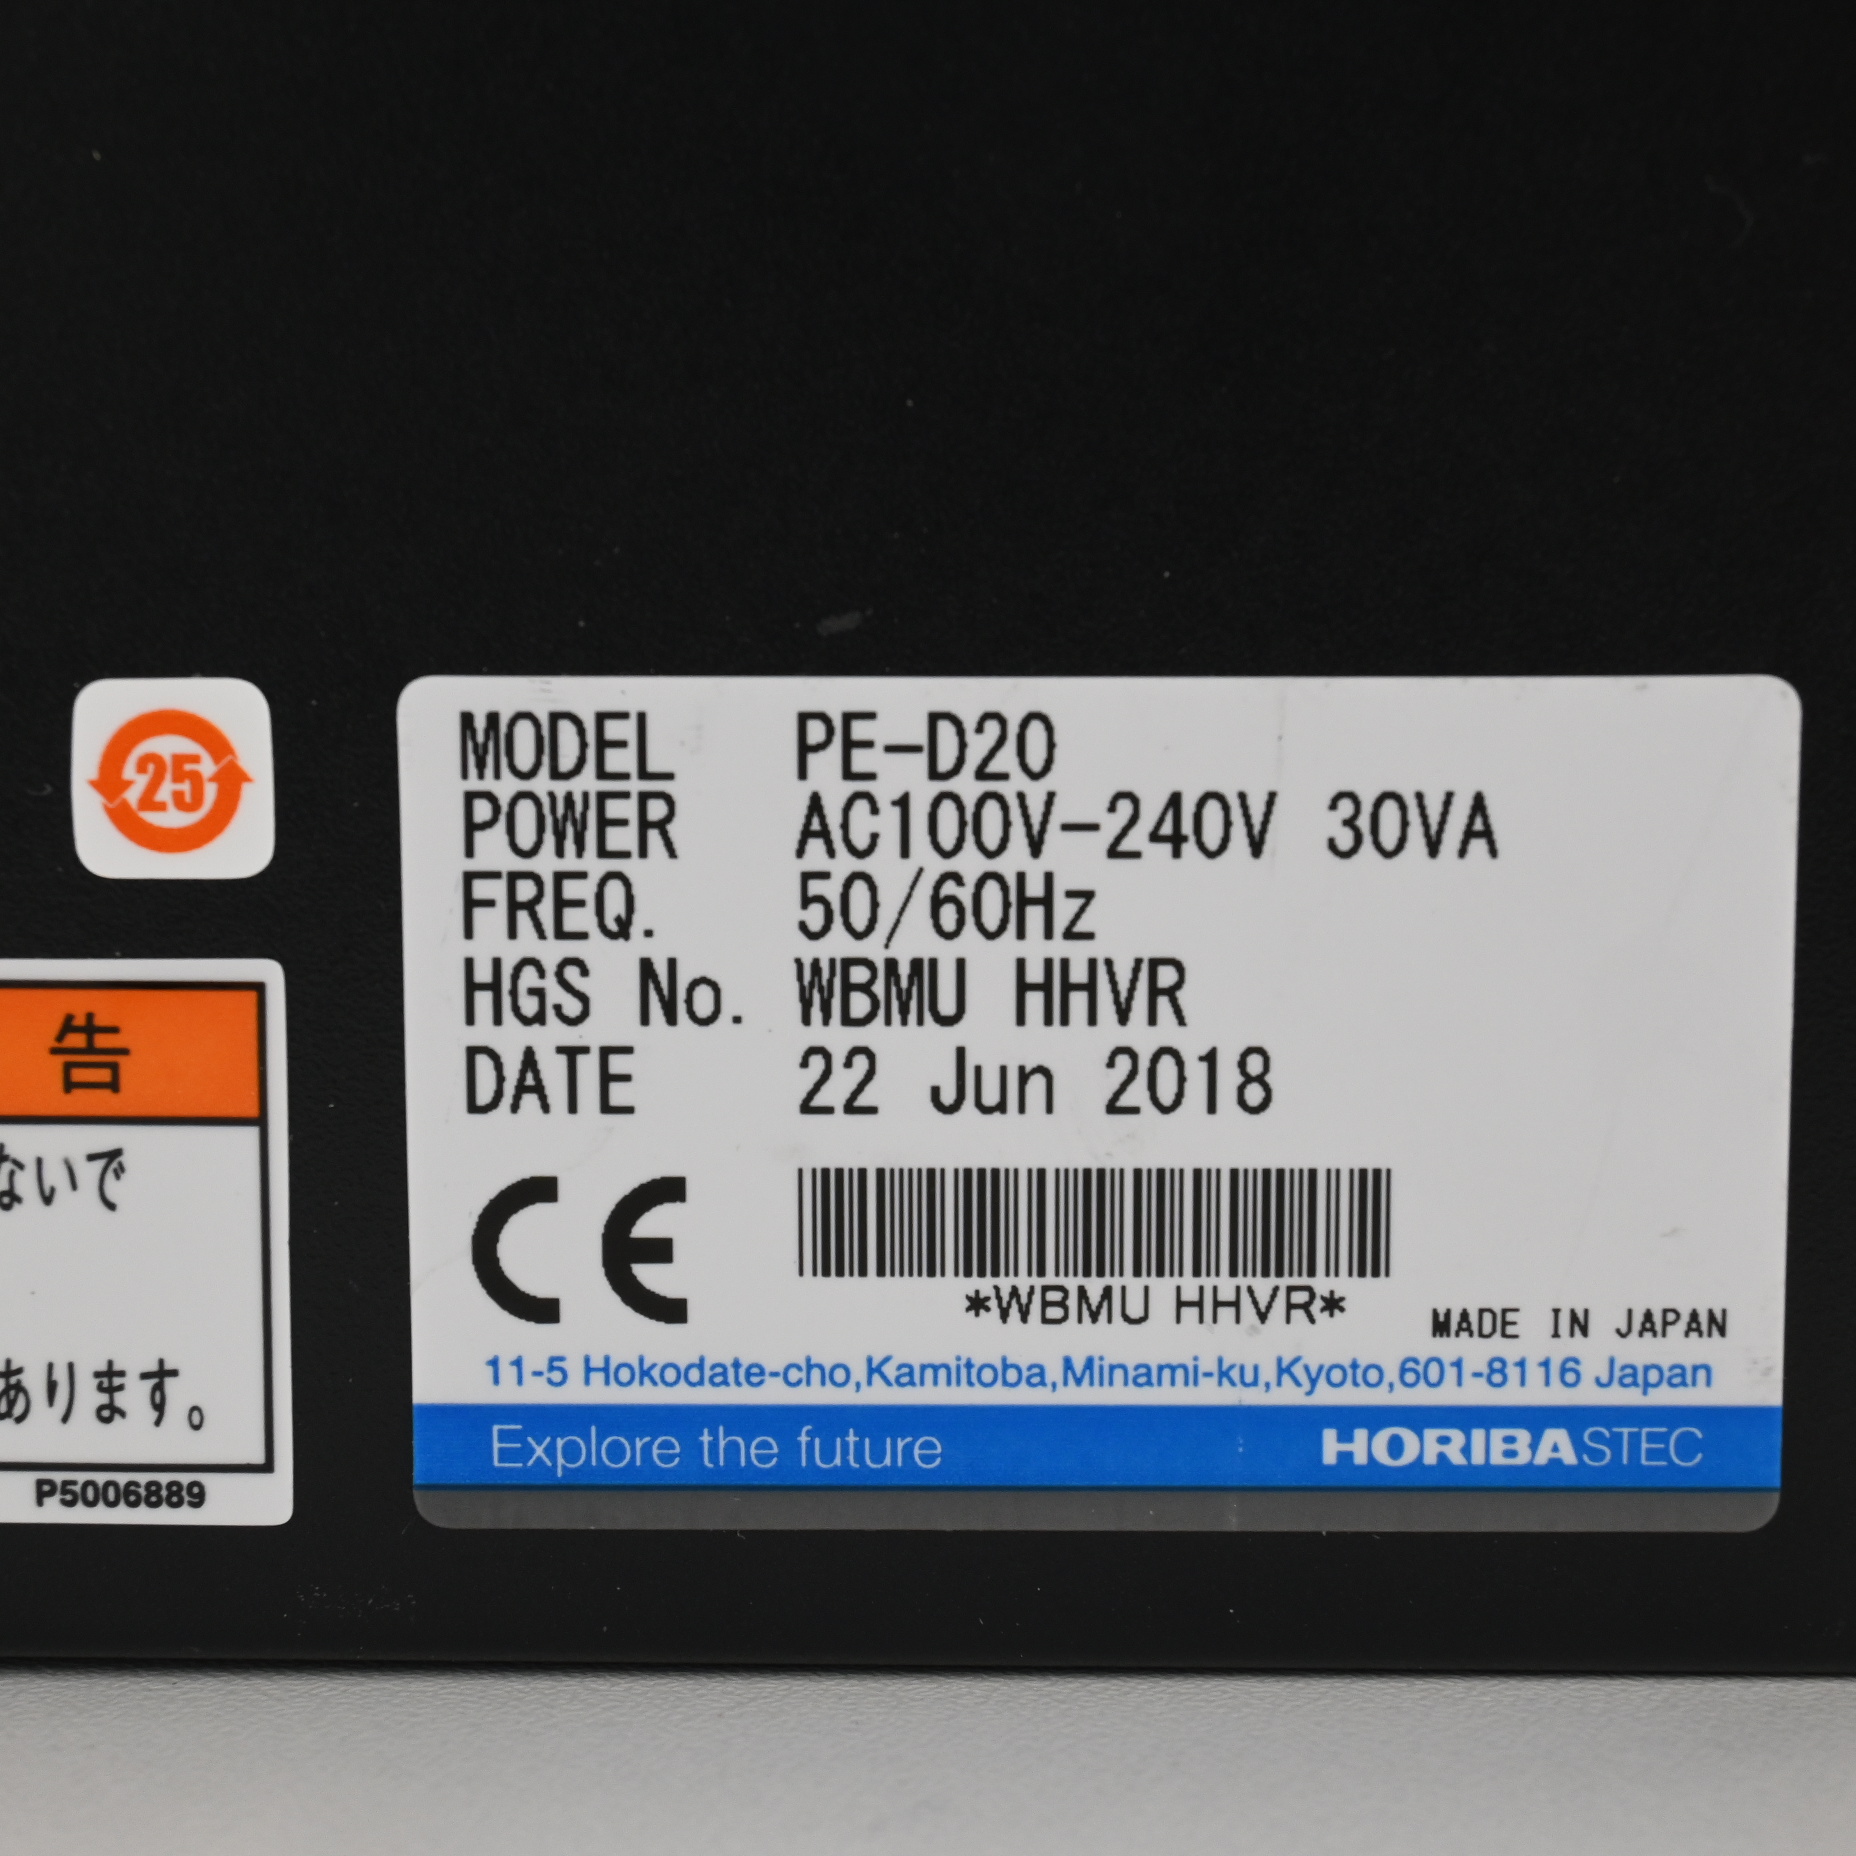 25
告
ないで
あります。
P5006889
MODEL PE-D20
POWER AC100V-240V 30VA
FREQ. 50/60Hz
HGS No. WBMU HHVR
DATE 22 Jun 2018
CE
*WBMU HHVR*
MADE IN JAPAN
11-5 Hokodate-cho,Kamitoba,Minami-ku,Kyoto,601-8116 Japan
Explore the future HORIBASTEC